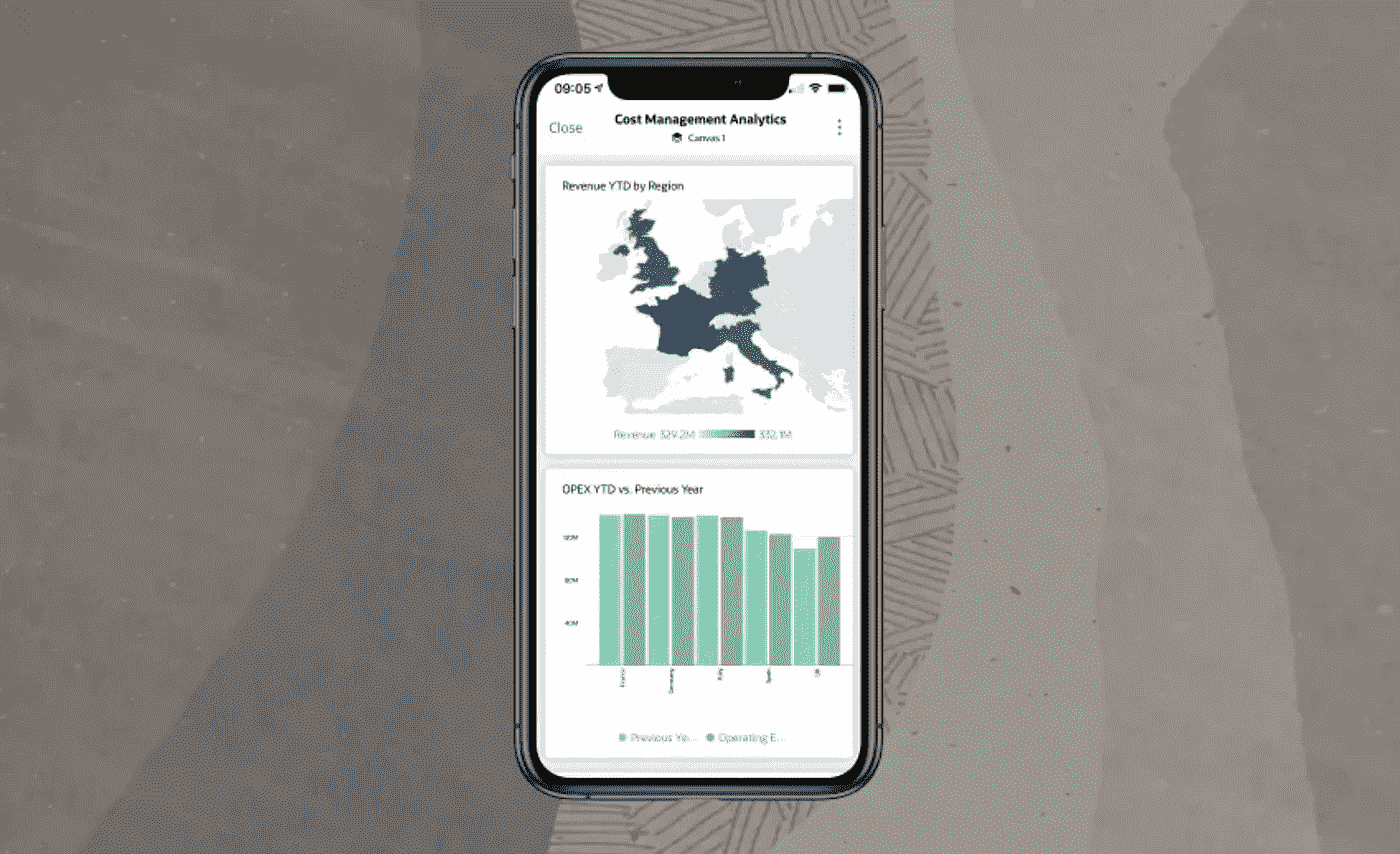 09:05
Close
Cost Management Analytics
Canvas 1
Revenue YTD by Region
Revenue 329.2M 332.1M
OPEX YTD vs. Previous Year
80M
40M
France
Germany
Italy
Spain
UK
Previous Ye... Operating E...